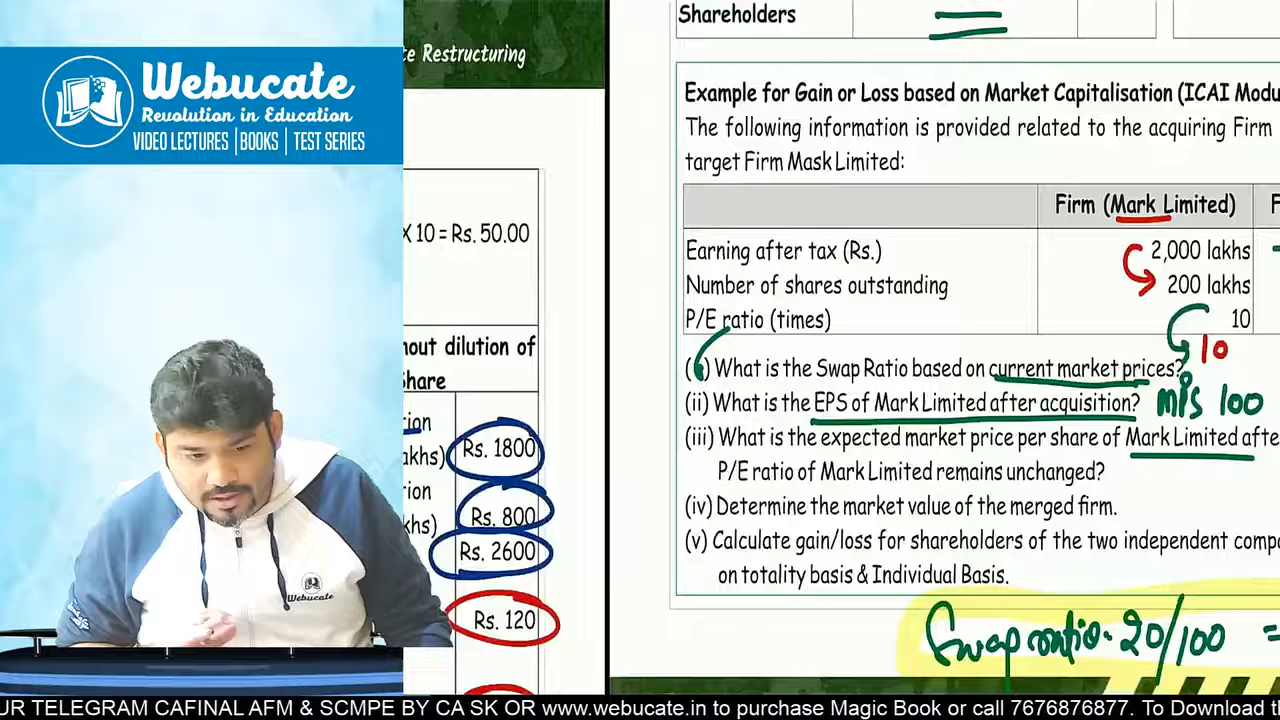 Webucate
Revolution in Education
VIDEO LECTURES | BOOKS | TEST SERIES
te Restructuring
X 10 = Rs. 50.00
hout dilution of
Share
ion
akhs)
Rs. 1800
ion
khs)
Rs. 800
Rs. 2600
Rs. 120
Webucate
Shareholders
Example for Gain or Loss based on Market Capitalisation (ICAI Modu
The following information is provided related to the acquiring Firm
target Firm Mask Limited:
Firm (Mark Limited)
F
Earning after tax (Rs.) 2,000 lakhs
Number of shares outstanding 200 lakhs
P/E ratio (times) 10
10
(i) What is the Swap Ratio based on current market prices?
(ii) What is the EPS of Mark Limited after acquisition? MPS 100
(iii) What is the expected market price per share of Mark Limited afte
P/E ratio of Mark Limited remains unchanged?
(iv) Determine the market value of the merged firm.
(v) Calculate gain/loss for shareholders of the two independent compa
on totality basis & Individual Basis.
Swap ratio - 20/100 =
UR TELEGRAM CAFINAL AFM & SCMPE BY CA SK OR www.webucate.in to purchase Magic Book or call 7676876877. To Download the